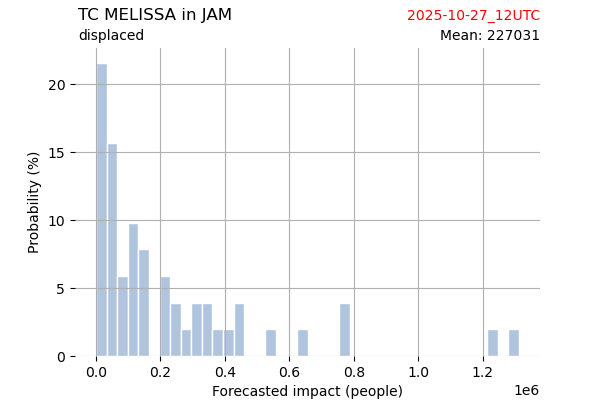 TC MELISSA in JAM
2025-10-27_12UTC
displaced
Mean: 227031
Probability (%)
20
15
10
5
0
0.0 0.2 0.4 0.6 0.8 1.0 1.2
1e6
Forecasted impact (people)